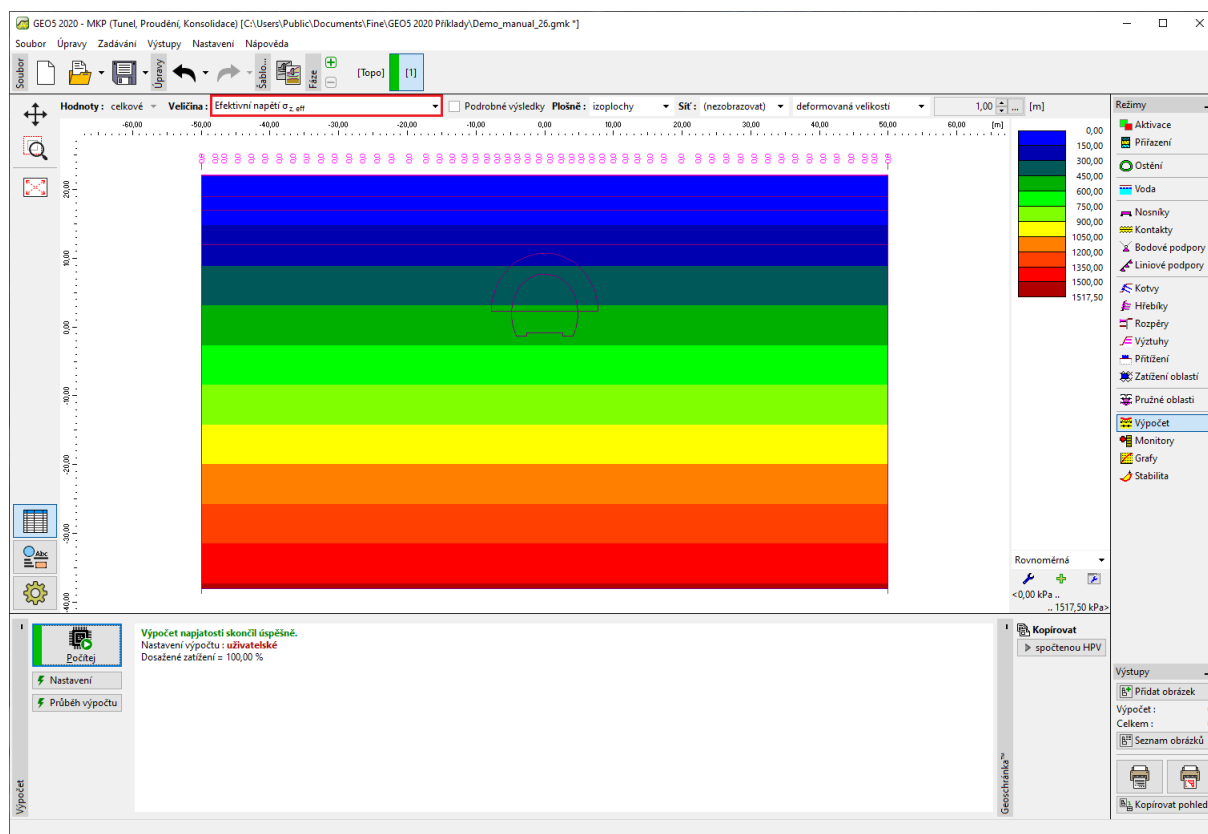 GEO5 2020 - MKP (Tunel, Proudění, Konsolidace) [C:\Users\Public\Documents\Fine\GEO5 2020 Příklady\Demo_manual_26.gmk *]
Soubor Úpravy Zadávání Výstupy Nastavení Nápověda
Soubor
Úpravy
Sablo...
Fáze
[Topo]
[1]
Hodnoty : celkové Veličina : Efektivní napětí σz, eff Podrobné výsledky Plošně : izoplochy Síť : (nezobrazovat) deformovaná velikostí 1,00 ... [m]
-60,00 -50,00 -40,00 -30,00 -20,00 -10,00 0,00 10,00 20,00 30,00 40,00 50,00 60,00 [m]
20,00
10,00
0,00
-10,00
-20,00
-30,00
-40,00
0,00
150,00
300,00
450,00
600,00
750,00
900,00
1050,00
1200,00
1350,00
1500,00
1517,50
Rovnoměrná
<0,00 kPa ..
.. 1517,50 kPa>
Abc
Režimy
Aktivace
Přiřazení
Ostění
Voda
Nosníky
Kontakty
Bodové podpory
Liniové podpory
Kotvy
Hřebíky
Rozpěry
Výztuhy
Přitížení
Zatížení oblastí
Pružné oblasti
Výpočet
Monitory
Grafy
Stabilita
Počítej
Nastavení
Průběh výpočtu
Výpočet
Výpočet napjatosti skončil úspěšně.
Nastavení výpočtu : uživatelské
Dosažené zatížení = 100,00 %
Geoschránka™
Kopírovat
spočtenou HPV
Výstupy
Přidat obrázek
Výpočet :
Celkem :
Seznam obrázků
Kopírovat pohled